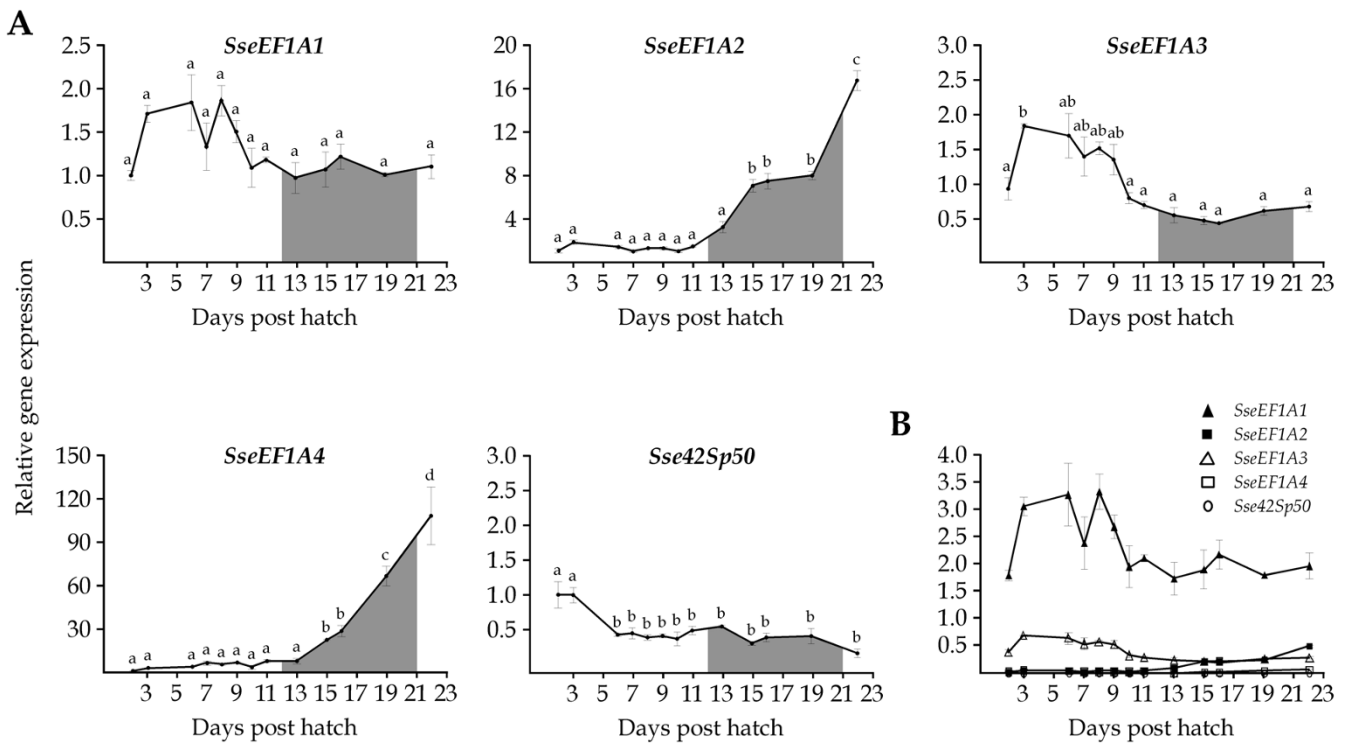 A
Relative gene expression
SseEF1A1
2.5
2.0
1.5
1.0
0.5
a a a a a a a a a a a a a
3 5 7 9 11 13 15 17 19 21 23
Days post hatch
SseEF1A2
20
16
12
8
4
a a a a a a a a a b b b c
3 5 7 9 11 13 15 17 19 21 23
Days post hatch
SseEF1A3
3.0
2.5
2.0
1.5
1.0
0.5
a b ab ab ab ab a a a a a a a
3 5 7 9 11 13 15 17 19 21 23
Days post hatch
SseEF1A4
150
120
90
60
30
a a a a a a a a a b b c d
3 5 7 9 11 13 15 17 19 21 23
Days post hatch
Sse42Sp50
3.0
2.5
2.0
1.5
1.0
0.5
a a b b b b b b b b b b b
3 5 7 9 11 13 15 17 19 21 23
Days post hatch
B
SseEF1A1
SseEF1A2
SseEF1A3
SseEF1A4
Sse42Sp50
4.0
3.5
3.0
2.5
2.0
1.5
1.0
0.5
3 5 7 9 11 13 15 17 19 21 23
Days post hatch